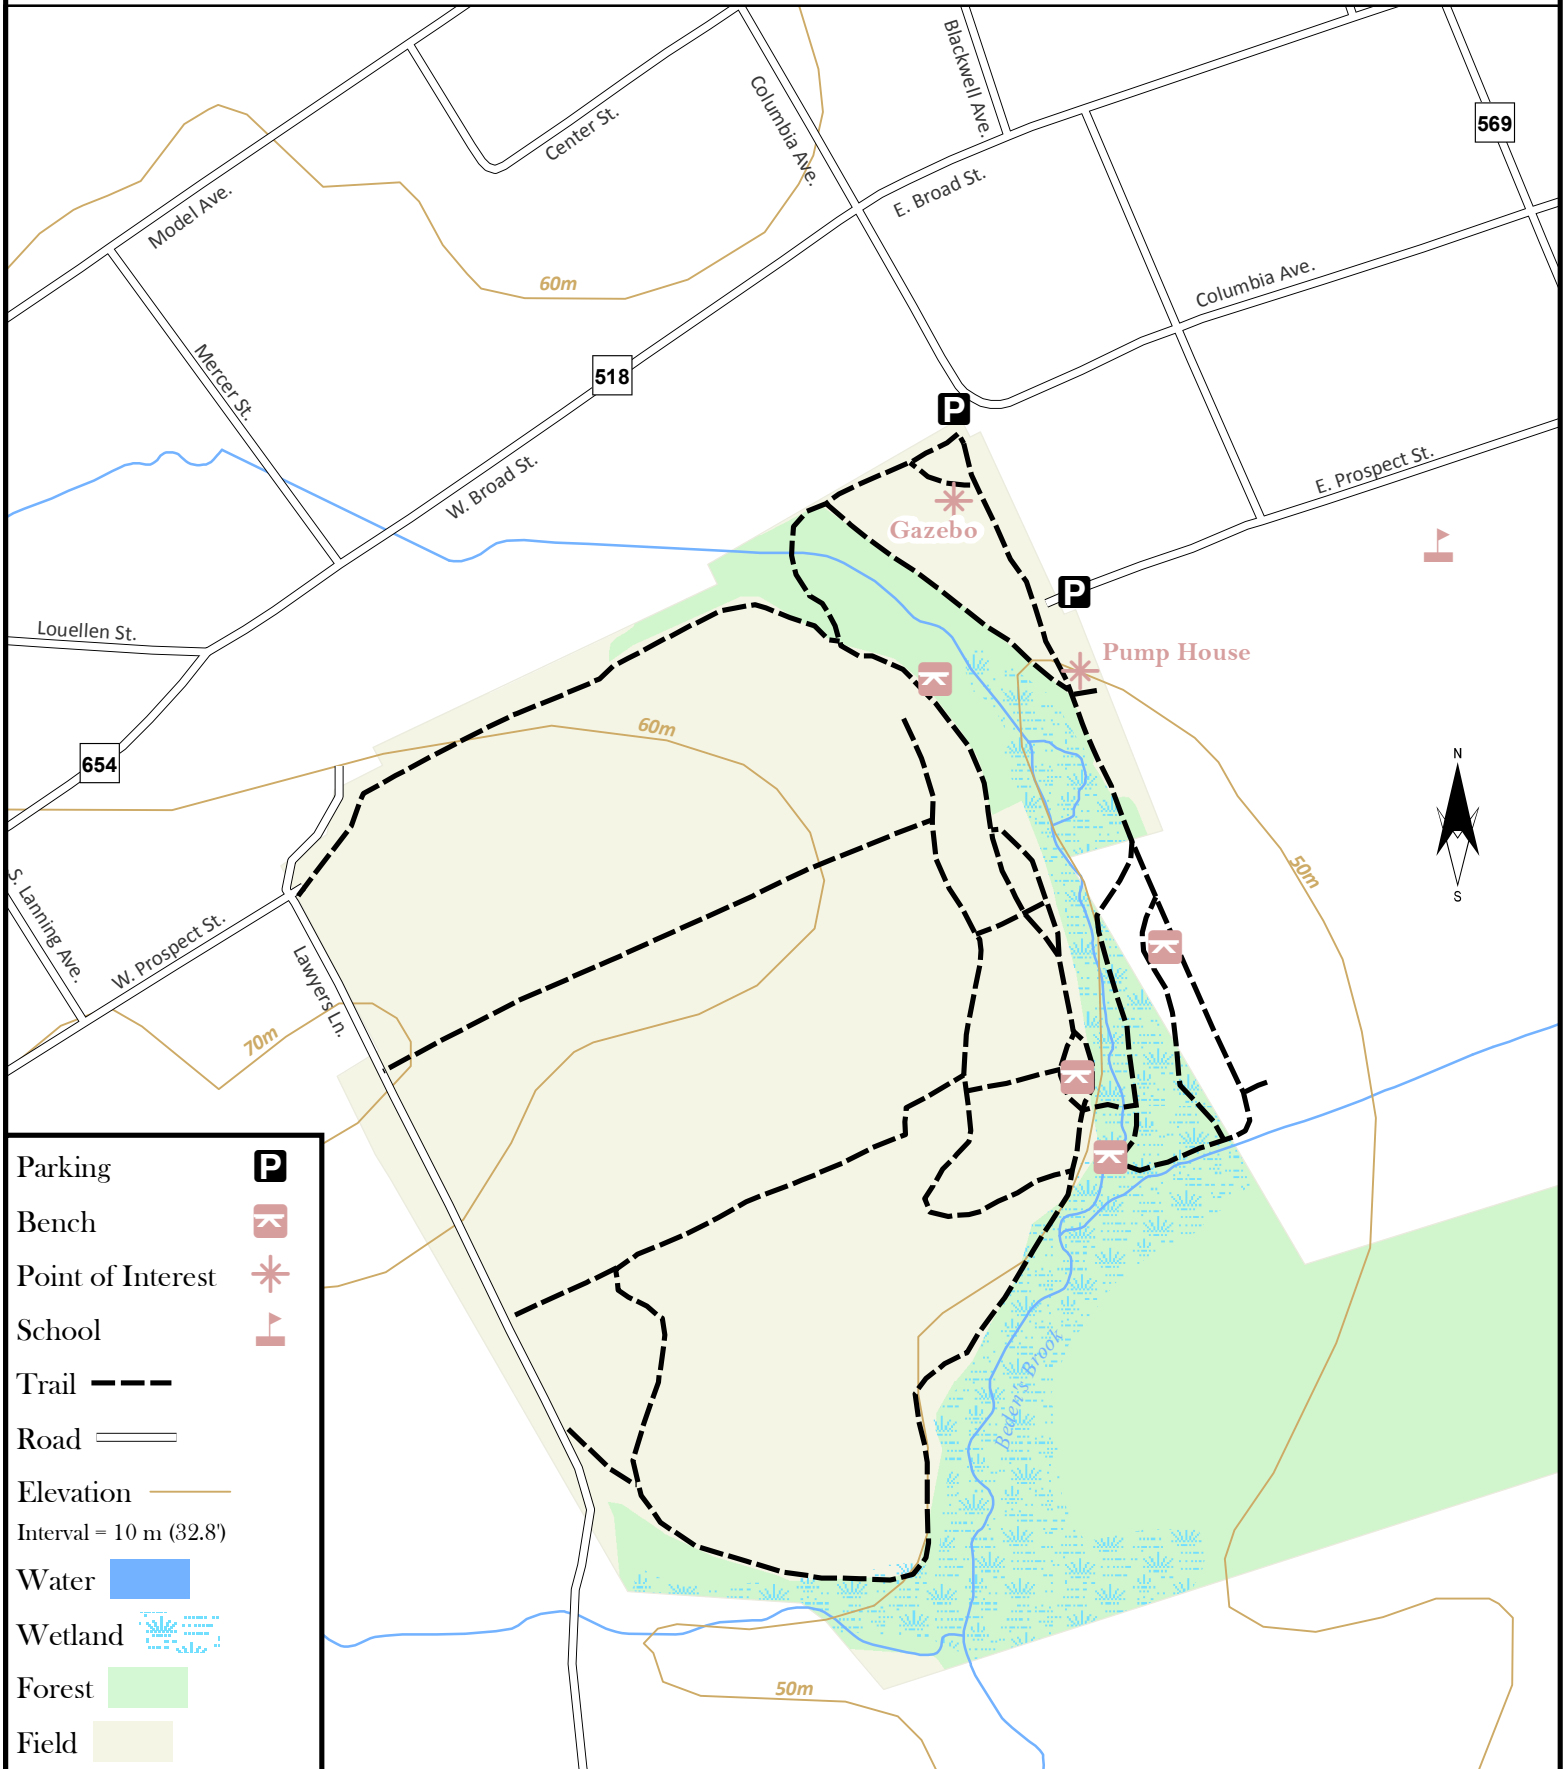 Blackwell Ave.
Columbia Ave.
Center St.
569
E. Broad St.
Model Ave.
Columbia Ave.
60m
Mercer St.
518
P
E. Prospect St.
W. Broad St.
Gazebo
P
Louellen St.
Pump House
60m
654
N
50m
S
S. Lanning Ave.
W. Prospect St.
Lawyers Ln.
70m
Beden's Brook
50m
Parking P
Bench
Point of Interest
School
Trail
Road
Elevation
Interval = 10 m (32.8')
Water
Wetland
Forest
Field